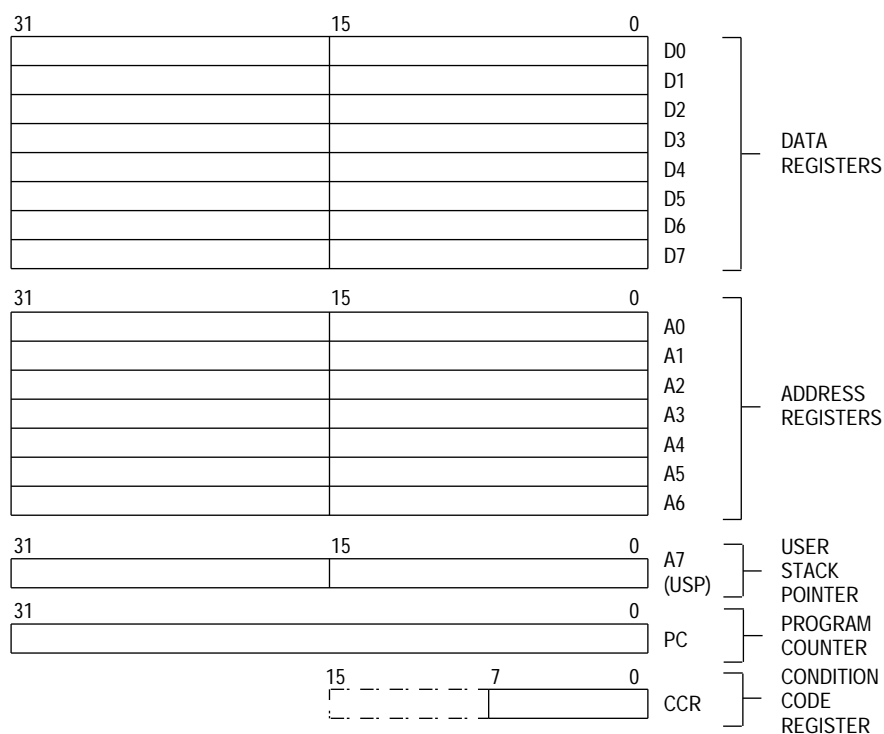 31 15 0
D0
D1
D2
D3
D4
D5
D6
D7
DATA
REGISTERS
31 15 0
A0
A1
A2
A3
A4
A5
A6
ADDRESS
REGISTERS
31 15 0
A7
(USP)
USER
STACK
POINTER
31 0
PC
PROGRAM
COUNTER
15 7 0
CCR
CONDITION
CODE
REGISTER